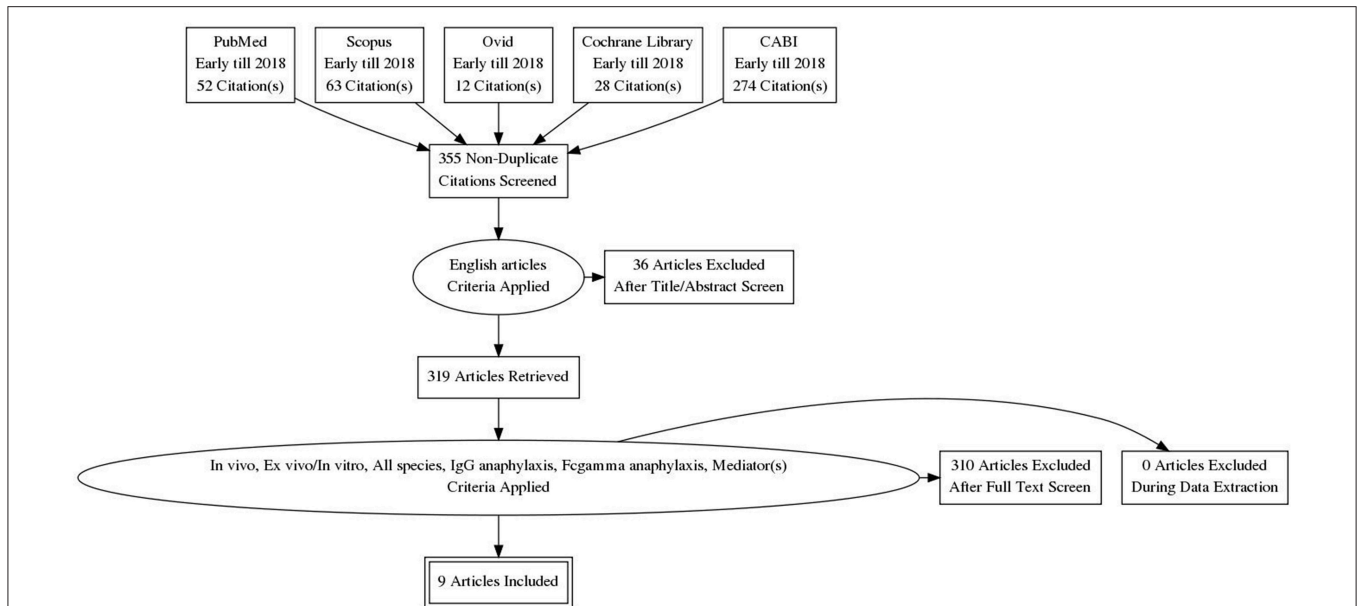 PubMed
Early till 2018
52 Citation(s)
Scopus
Early till 2018
63 Citation(s)
Ovid
Early till 2018
12 Citation(s)
Cochrane Library
Early till 2018
28 Citation(s)
CABI
Early till 2018
274 Citation(s)
355 Non-Duplicate
Citations Screened
English articles
Criteria Applied
36 Articles Excluded
After Title/Abstract Screen
319 Articles Retrieved
In vivo, Ex vivo/In vitro, All species, IgG anaphylaxis, Fcgamma anaphylaxis, Mediator(s)
Criteria Applied
310 Articles Excluded
After Full Text Screen
0 Articles Excluded
During Data Extraction
9 Articles Included